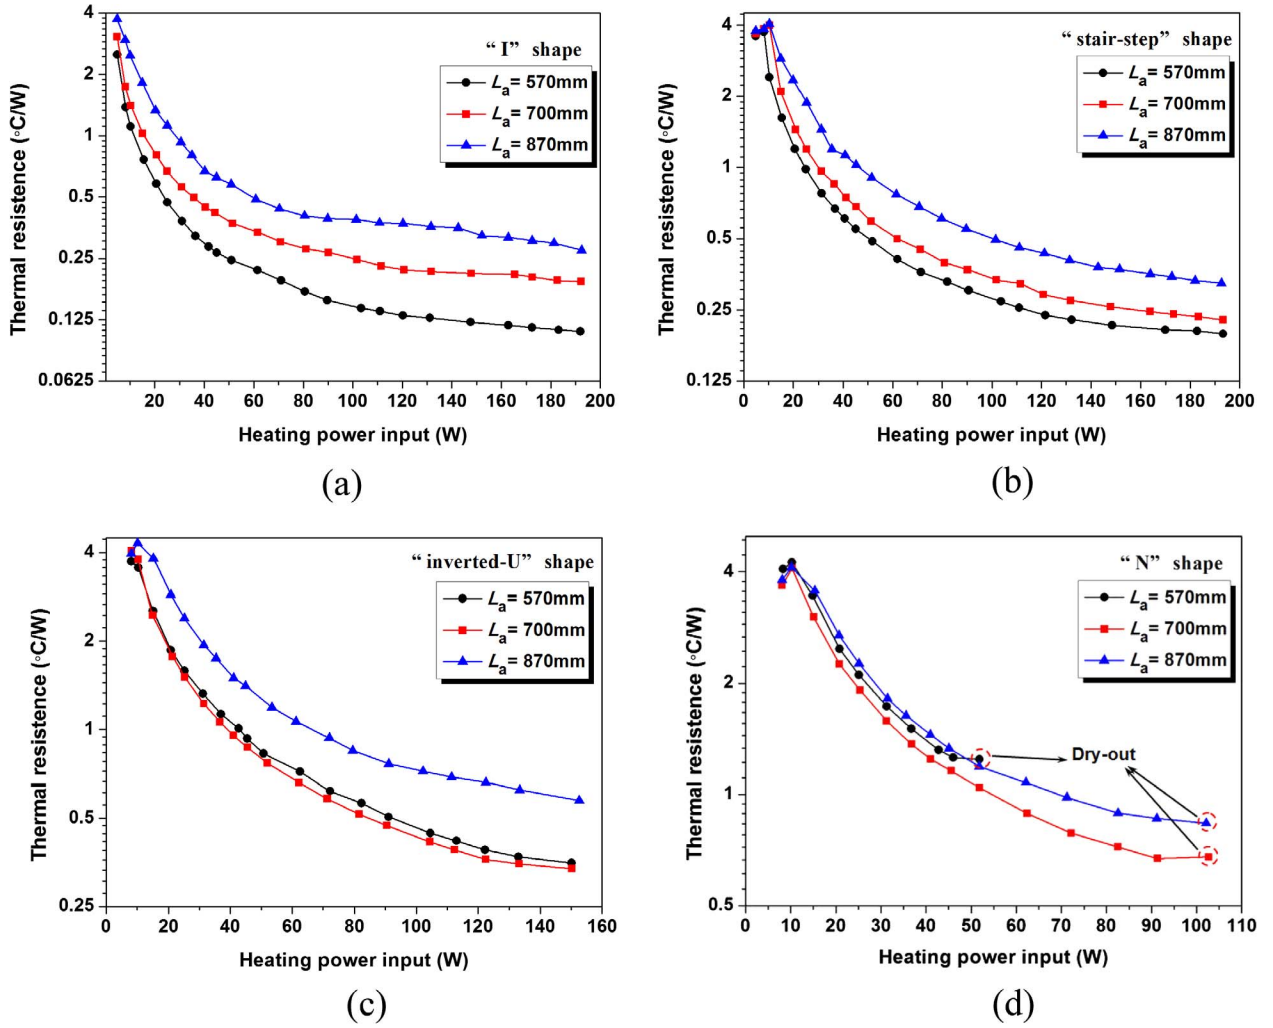 “ I” shape
Lₐ= 570mm
Lₐ= 700mm
Lₐ= 870mm
Thermal resistence (°C/W)
4
2
1
0.5
0.25
0.125
0.0625
20 40 60 80 100 120 140 160 180 200
Heating power input (W)
(a)
“ stair-step” shape
Lₐ= 570mm
Lₐ= 700mm
Lₐ= 870mm
Thermal resistence (°C/W)
4
2
1
0.5
0.25
0.125
0 20 40 60 80 100 120 140 160 180 200
Heating power input (W)
(b)
“ inverted-U” shape
Lₐ= 570mm
Lₐ= 700mm
Lₐ= 870mm
Thermal resistence (°C/W)
4
2
1
0.5
0.25
0 20 40 60 80 100 120 140 160
Heating power input (W)
(c)
“ N” shape
Lₐ= 570mm
Lₐ= 700mm
Lₐ= 870mm
Dry-out
Thermal resistence (°C/W)
4
2
1
0.5
0 10 20 30 40 50 60 70 80 90 100 110
Heating power input (W)
(d)